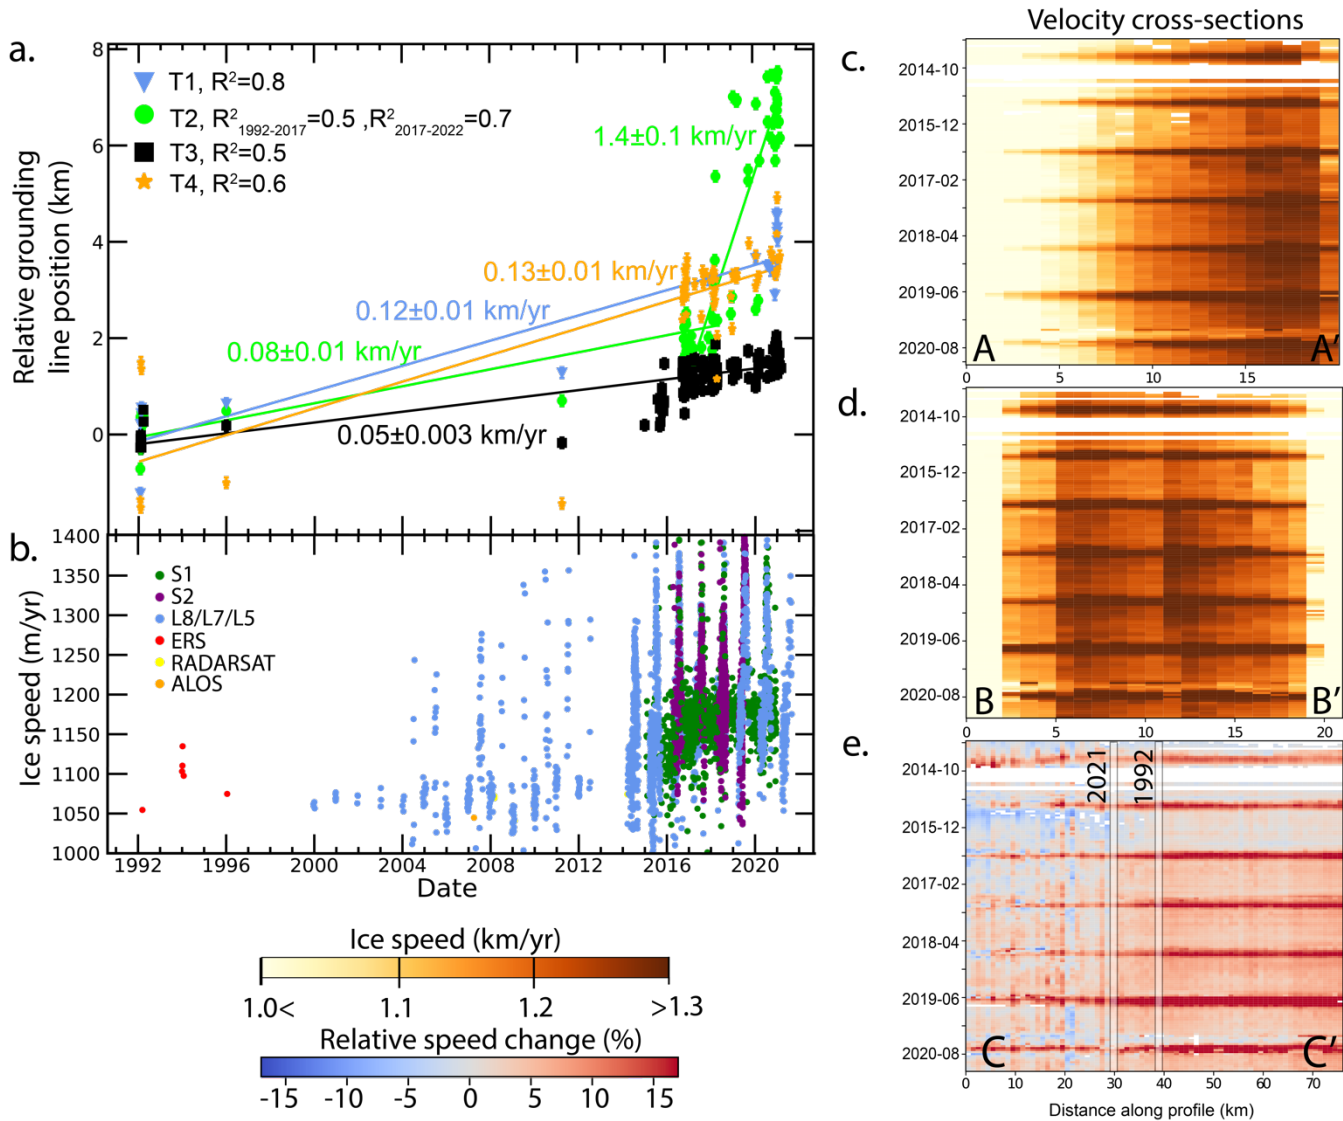 a.
Relative grounding
line position (km)
8
6
4
2
0
T1, R²=0.8
T2, R²1992-2017=0.5 ,R²2017-2022=0.7
T3, R²=0.5
T4, R²=0.6
1.4±0.1 km/yr
0.13±0.01 km/yr
0.12±0.01 km/yr
0.08±0.01 km/yr
0.05±0.003 km/yr
b.
Ice speed (m/yr)
1400
1350
1300
1250
1200
1150
1100
1050
1000
S1
S2
L8/L7/L5
ERS
RADARSAT
ALOS
1992 1996 2000 2004 2008 2012 2016 2020
Date
Ice speed (km/yr)
1.0< 1.1 1.2 >1.3
Relative speed change (%)
-15 -10 -5 0 5 10 15
Velocity cross-sections
c.
2014-10
2015-12
2017-02
2018-04
2019-06
2020-08
A A'
0 5 10 15
d.
2014-10
2015-12
2017-02
2018-04
2019-06
2020-08
B B'
5 10 15 20
e.
2021 1992
2014-10
2015-12
2017-02
2018-04
2019-06
2020-08
C C'
0 10 20 30 40 50 60 70
Distance along profile (km)